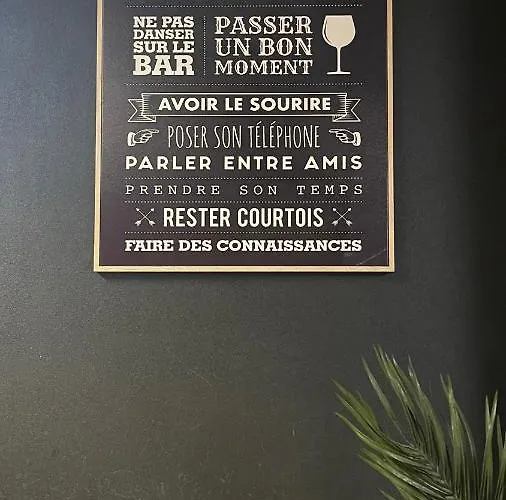 NE PAS
DANSER
SUR LE
BAR
PASSER
UN BON
MOMENT
AVOIR LE SOURIRE
POSER SON TÉLÉPHONE
PARLER ENTRE AMIS
PRENDRE SON TEMPS
RESTER COURTOIS
FAIRE DES CONNAISSANCES